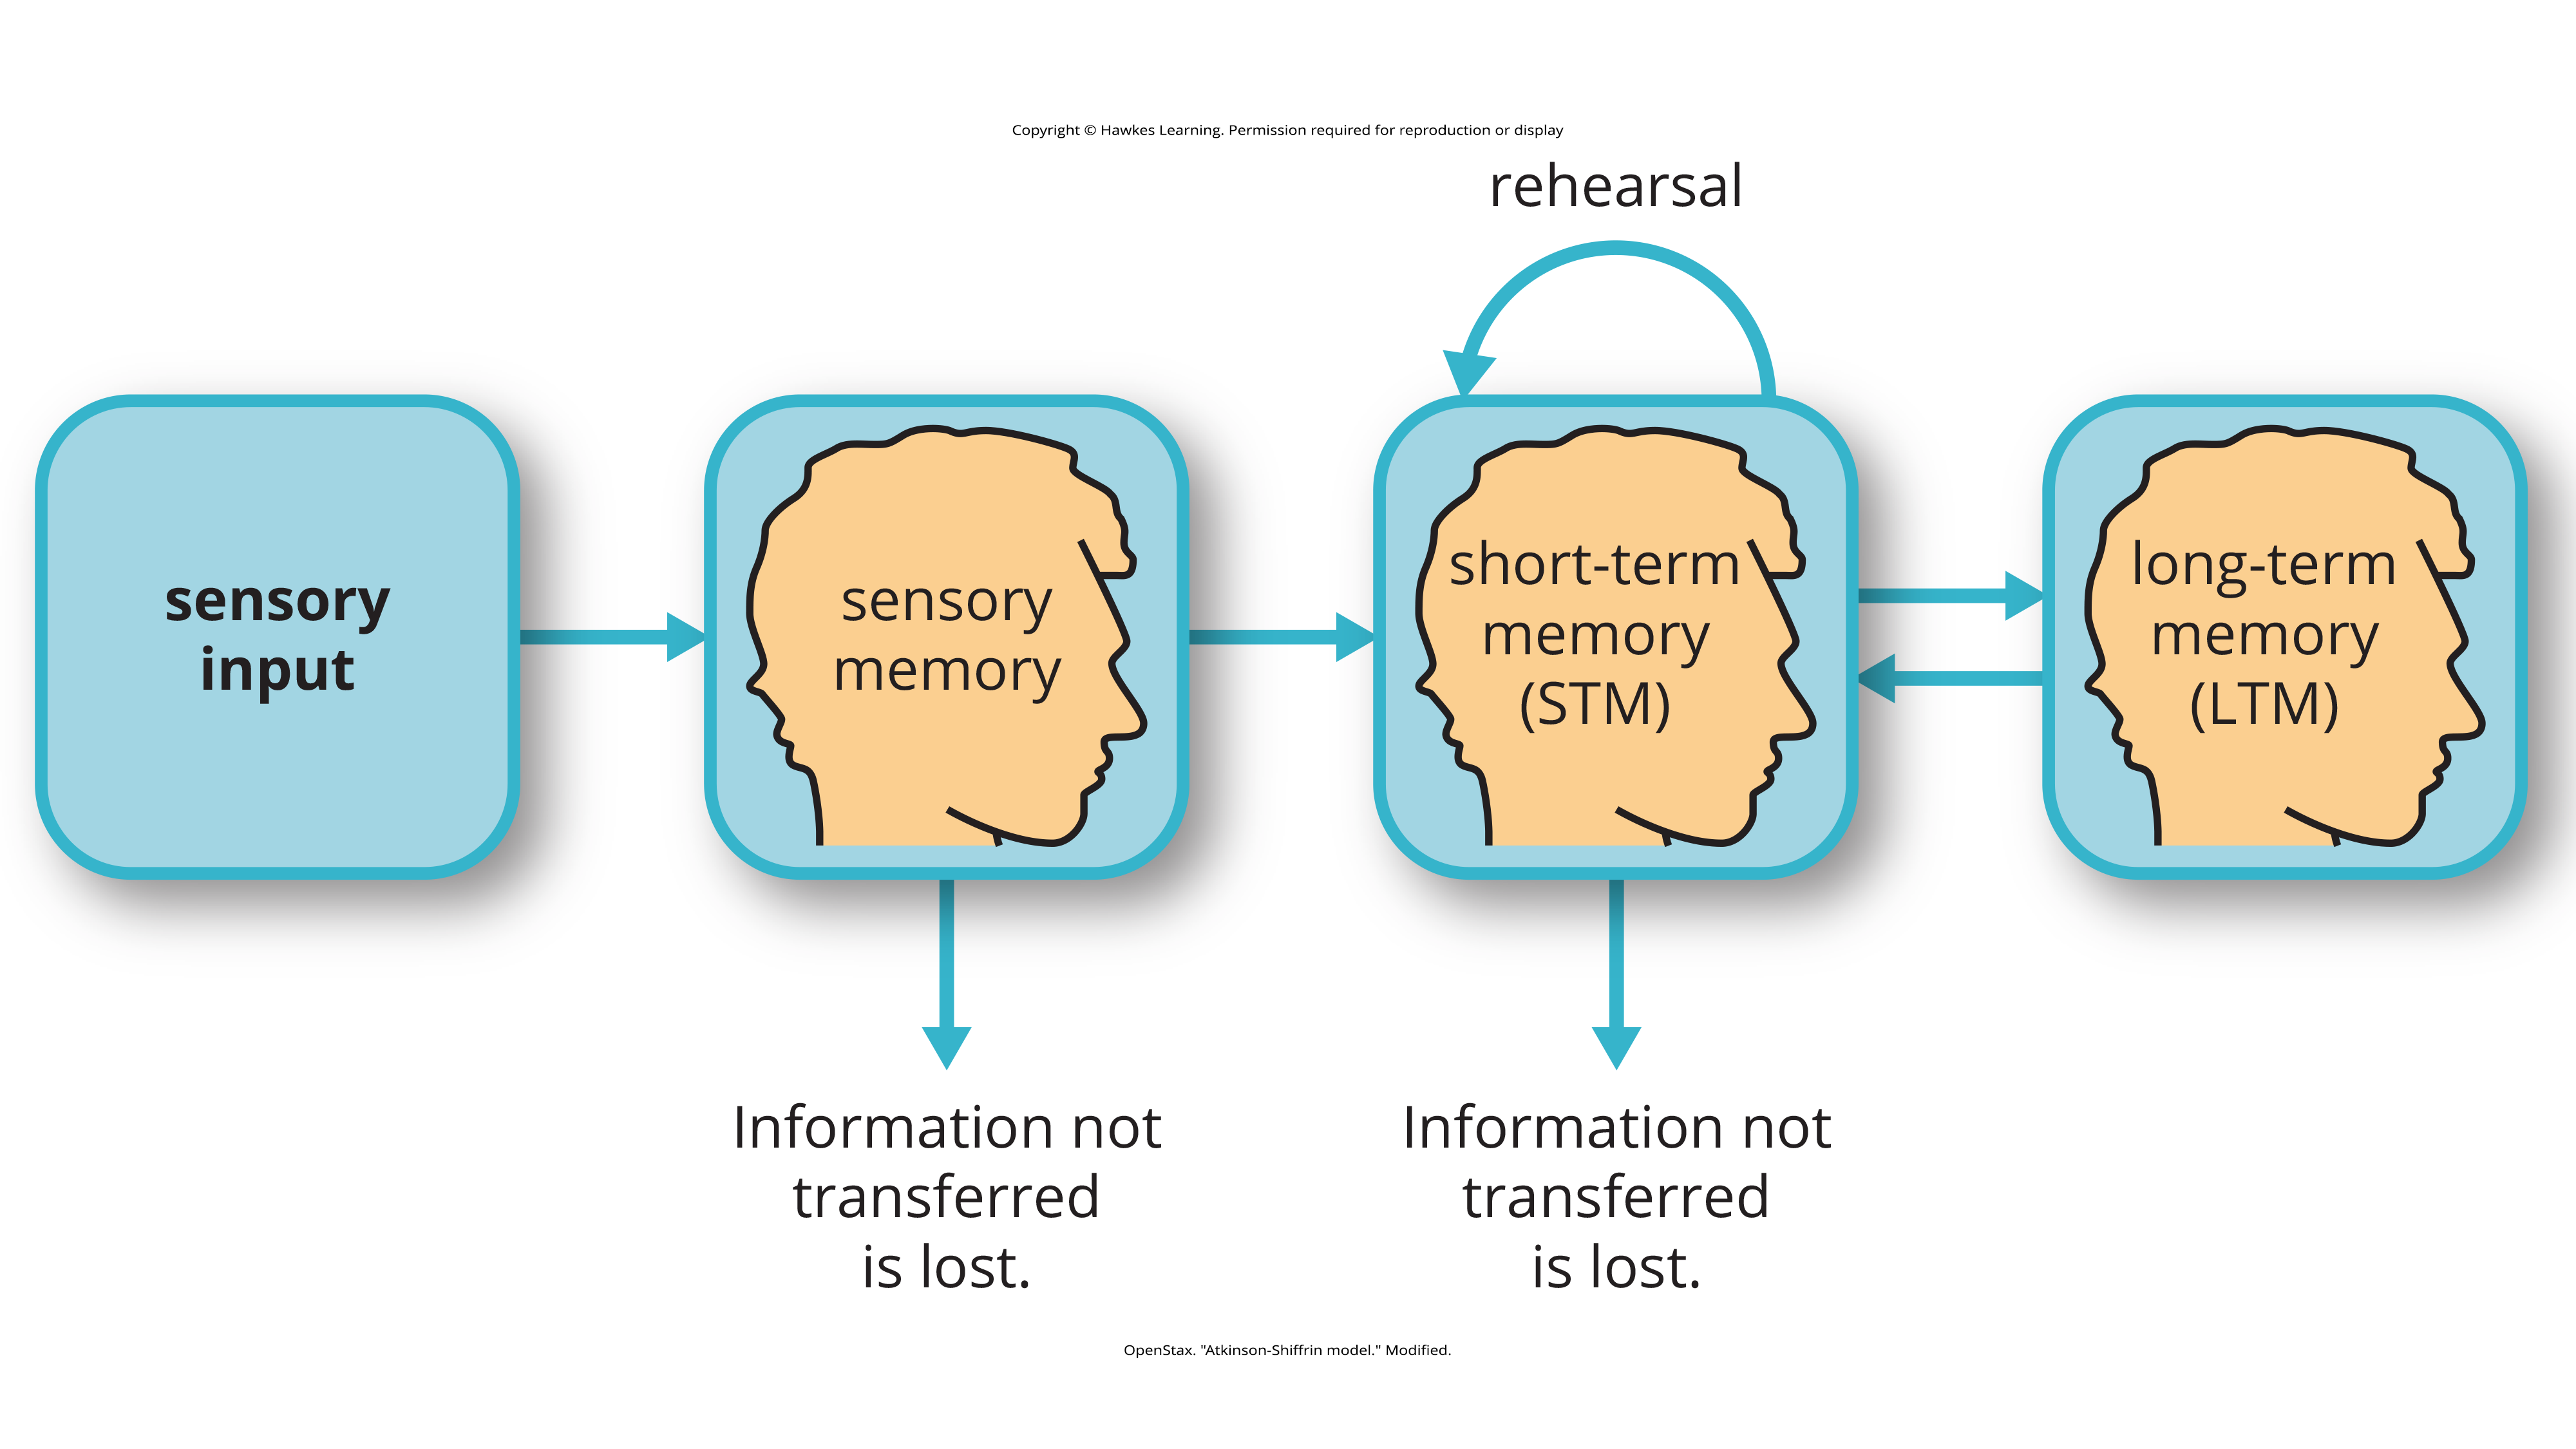 Copyright © Hawkes Learning. Permission required for reproduction or display
rehearsal
sensory
input
sensory
memory
short-term
memory
(STM)
long-term
memory
(LTM)
Information not
transferred
is lost.
Information not
transferred
is lost.
OpenStax. "Atkinson-Shiffrin model." Modified.